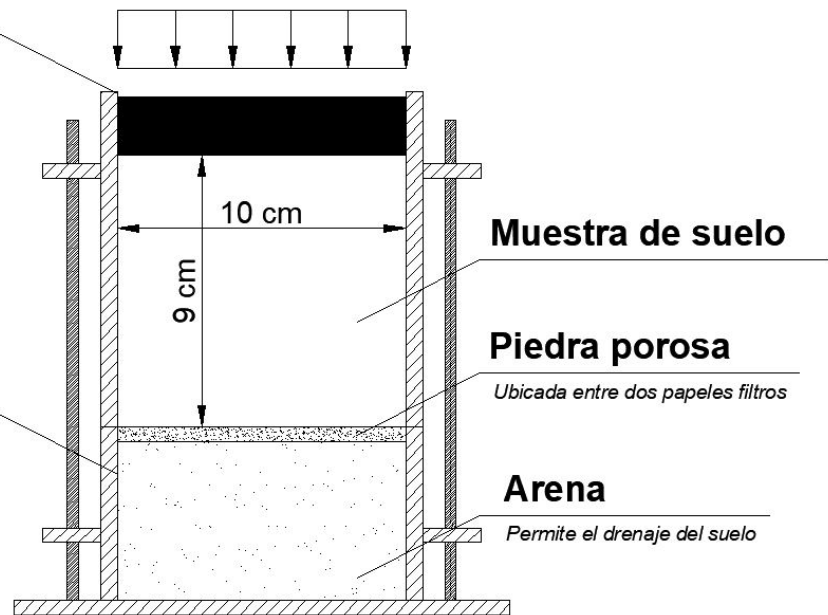 10 cm
9 cm
Muestra de suelo
Piedra porosa
Ubicada entre dos papeles filtros
Arena
Permite el drenaje del suelo